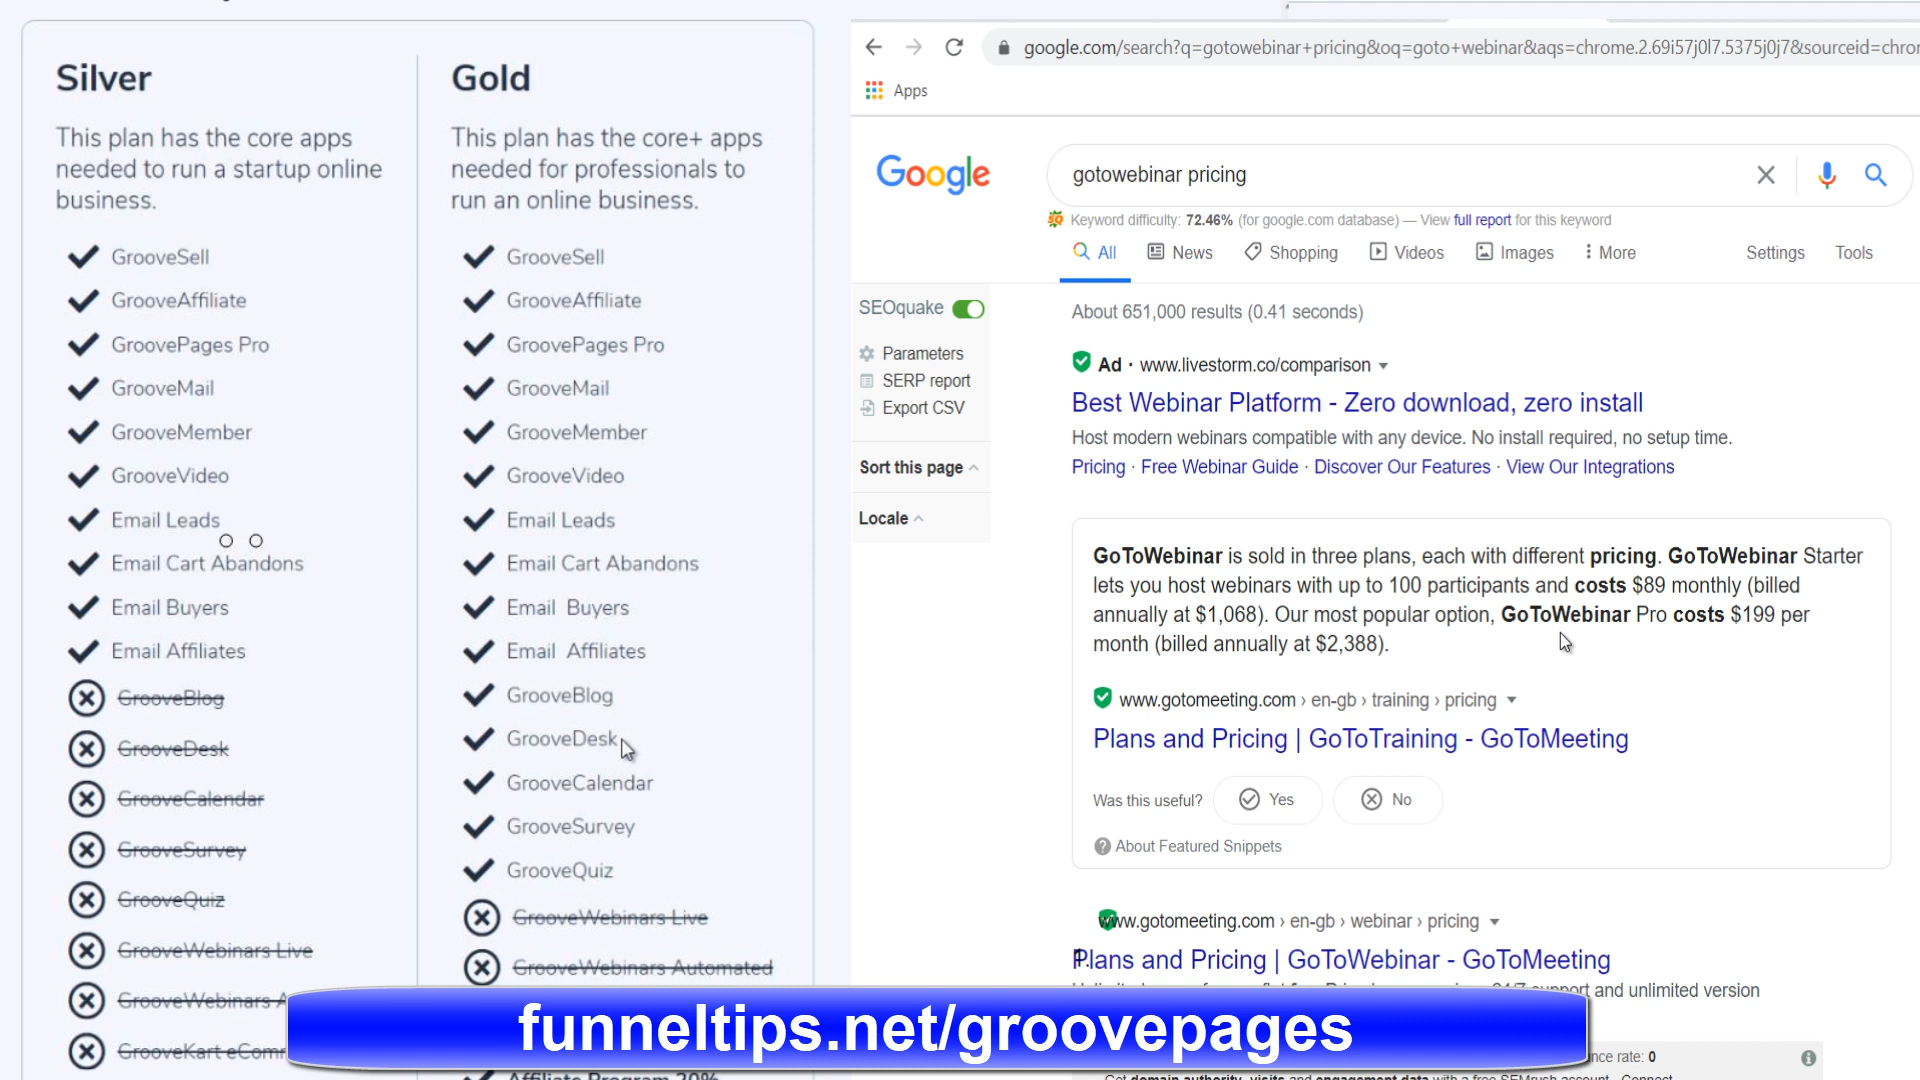 Silver
This plan has the core apps
needed to run a startup online
business.
GrooveSell
GrooveAffiliate
GroovePages Pro
GrooveMail
GrooveMember
GrooveVideo
Email Leads
Email Cart Abandons
Email Buyers
Email Affiliates
GrooveBlog
GrooveDesk
GrooveCalendar
GrooveSurvey
GrooveQuiz
GrooveWebinars Live
GrooveWebinars
GrooveKart
Gold
This plan has the core+ apps
needed for professionals to
run an online business.
GrooveSell
GrooveAffiliate
GroovePages Pro
GrooveMail
GrooveMember
GrooveVideo
Email Leads
Email Cart Abandons
Email Buyers
Email Affiliates
GrooveBlog
GrooveDesk
GrooveCalendar
GrooveSurvey
GrooveQuiz
GrooveWebinars Live
GrooveWebinars Automated
Affiliate Program 20%
google.com/search?q=gotowebinar+pricing&oq=goto+webinar&aqs=chrome.2.69i57j0l7.5375j0j7&sourceid=chro
Apps
Google
gotowebinar pricing
Keyword difficulty: 72.46% (for google.com database) — View full report for this keyword
All News Shopping Videos Images More Settings Tools
SEOquake
Parameters
SERP report
Export CSV
Sort this page
Locale
About 651,000 results (0.41 seconds)
Ad · www.livestorm.co/comparison
Best Webinar Platform - Zero download, zero install
Host modern webinars compatible with any device. No install required, no setup time.
Pricing · Free Webinar Guide · Discover Our Features · View Our Integrations
GoToWebinar is sold in three plans, each with different pricing. GoToWebinar Starter
lets you host webinars with up to 100 participants and costs $89 monthly (billed
annually at $1,068). Our most popular option, GoToWebinar Pro costs $199 per
month (billed annually at $2,388).
www.gotomeeting.com › en-gb › training › pricing
Plans and Pricing | GoToTraining - GoToMeeting
Was this useful? Yes No
About Featured Snippets
www.gotomeeting.com › en-gb › webinar › pricing
Plans and Pricing | GoToWebinar - GoToMeeting
support and unlimited version
funneltips.net/groovepages
rate: 0